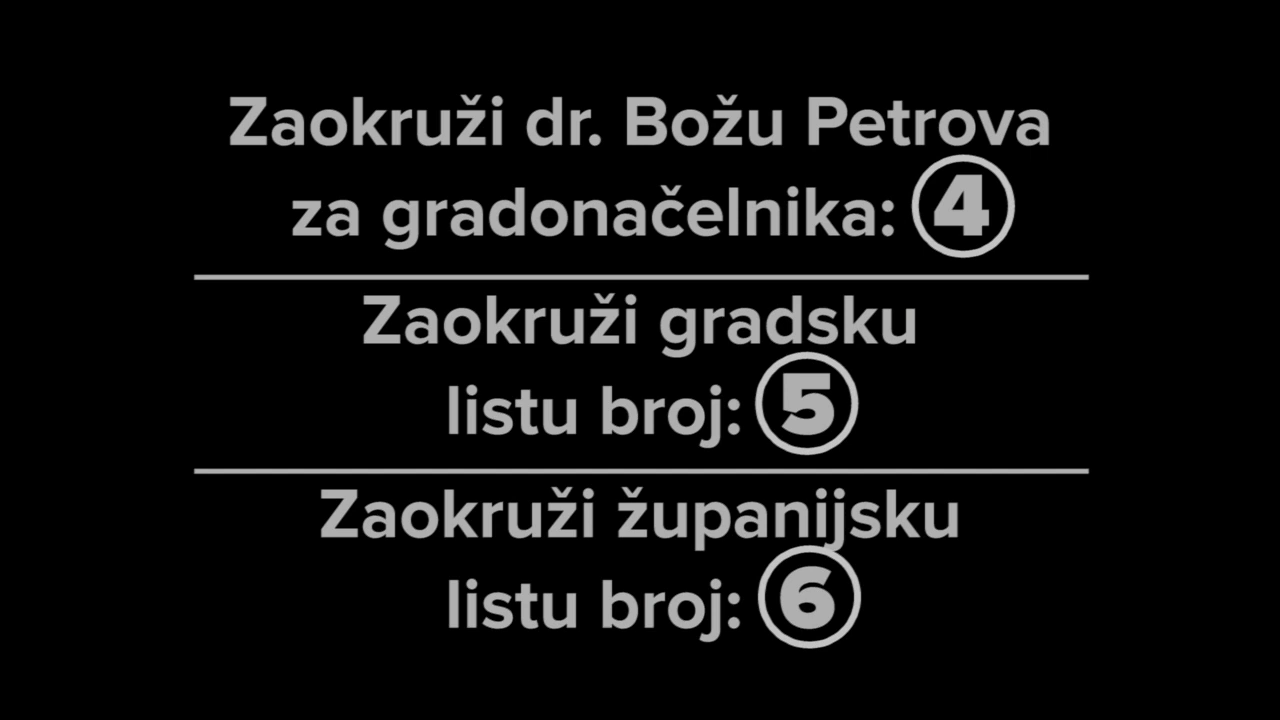 Zaokruži dr. Božu Petrova
za gradonačelnika: 4
Zaokruži gradsku
listu broj: 5
Zaokruži županijsku
listu broj: 6